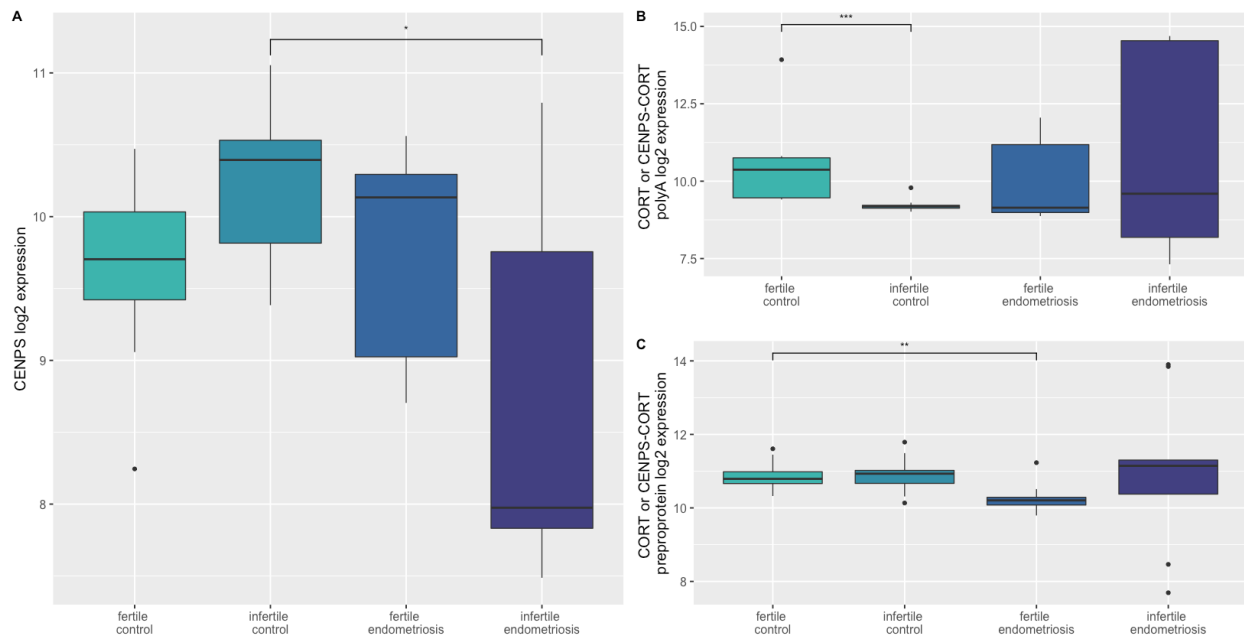 A
CENPS log2 expression
11
10
9
8
*
fertile
control
infertile
control
fertile
endometriosis
infertile
endometriosis
B
CORT or CENPS-CORT
polyA log2 expression
15.0
12.5
10.0
7.5
***
fertile
control
infertile
control
fertile
endometriosis
infertile
endometriosis
C
CORT or CENPS-CORT
preproprotein log2 expression
14
12
10
8
**
fertile
control
infertile
control
fertile
endometriosis
infertile
endometriosis